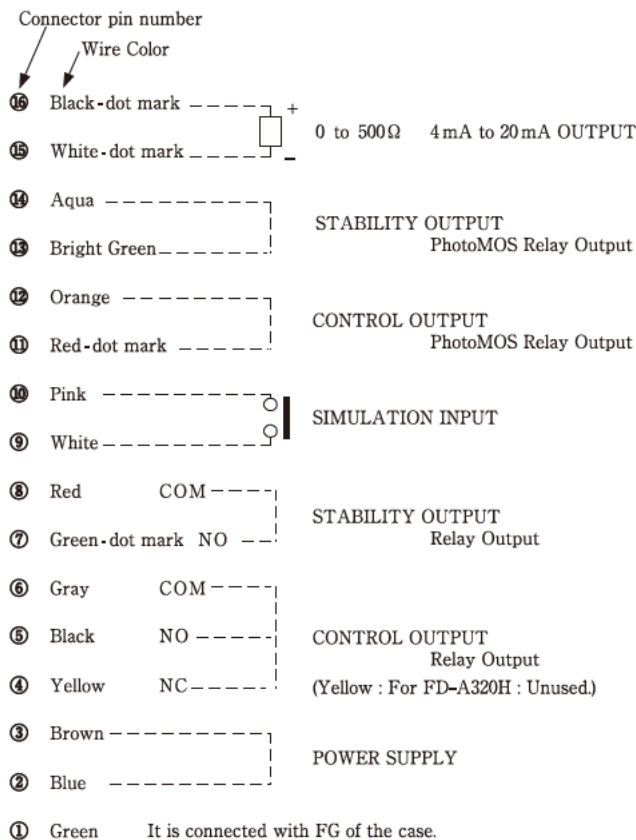 Connector pin number
Wire Color
⑯ Black-dot mark
+
0 to 500Ω 4mA to 20mA OUTPUT
⑮ White-dot mark
−
⑭ Aqua
STABILITY OUTPUT
PhotoMOS Relay Output
⑬ Bright Green
⑫ Orange
CONTROL OUTPUT
PhotoMOS Relay Output
⑪ Red-dot mark
⑩ Pink
SIMULATION INPUT
⑨ White
⑧ Red COM
STABILITY OUTPUT
Relay Output
⑦ Green-dot mark NO
⑥ Gray COM
⑤ Black NO
CONTROL OUTPUT
Relay Output
④ Yellow NC
(Yellow : For FD-A320H : Unused.)
③ Brown
POWER SUPPLY
② Blue
① Green It is connected with FG of the case.